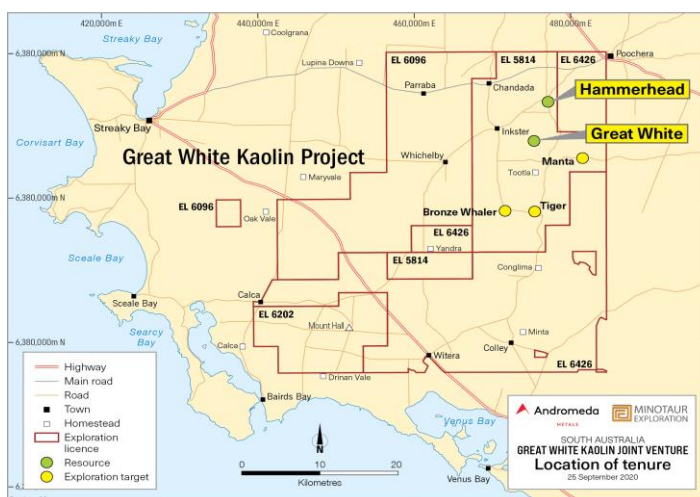 420,000m E
440,000m E
460,000m E
480,000m E
6,380,000m N
Streaky Bay
Coolgrana
Lupina Downs
EL 6096
EL 5814
EL 6426
Poochera
Parraba
Chandada
Hammerhead
Streaky Bay
Corvisart Bay
Inkster
Great White
Great White Kaolin Project
Whichelby
Manta
Maryvale
Tootla
6,380,000m N
EL 6096
Oak Vale
Bronze Whaler
Tiger
EL 6426
Yandra
Sceale Bay
EL 5814
Conglima
Calca
Sceale Bay
EL 6202
Searcy Bay
Mount Hall
Minta
6,380,000m N
Calca
Colley
Witera
EL 6426
Drinan Vale
Bairds Bay
Venus Bay
Venus Bay
Highway
Main road
Road
Town
Homestead
Exploration
licence
Resource
Exploration target
N
0
10
20
Kilometres
Andromeda
METALS
MINOTAUR
EXPLORATION
SOUTH AUSTRALIA
GREAT WHITE KAOLIN JOINT VENTURE
Location of tenure
25 September 2020